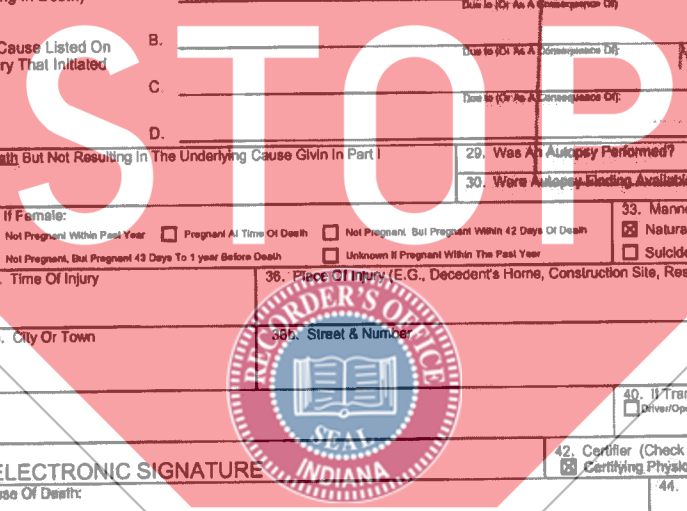 Due to (Or As A Consequence Of)
Cause Listed On
B.
ry That Initiated
Due to (Or As A Consequence Of):
C.
Due to (Or As A Consequence Of):
D.
STOP
ath But Not Resulting In The Underlying Cause Givin In Part I
29. Was An Autopsy Performed?
30. Were Autopsy Finding Available
If Female:
33. Manne
Not Pregnant Within Past Year
Pregnant At Time Of Death
Not Pregnant, But Pregnant Within 42 Days Of Death
Natura
Not Pregnant, But Pregnant 43 Days To 1 year Before Death
Unknown If Pregnant Within The Past Year
Suicide
. Time Of Injury
36. Place Of Injury (E.G., Decedent's Home, Construction Site, Res
. City Or Town
38b. Street & Number
RECORDER'S OFFICE
SEAL
INDIANA
40. If Tran
Driver/Ope
42. Certifier (Check
Certifying Physic
ELECTRONIC SIGNATURE
se Of Death:
44.